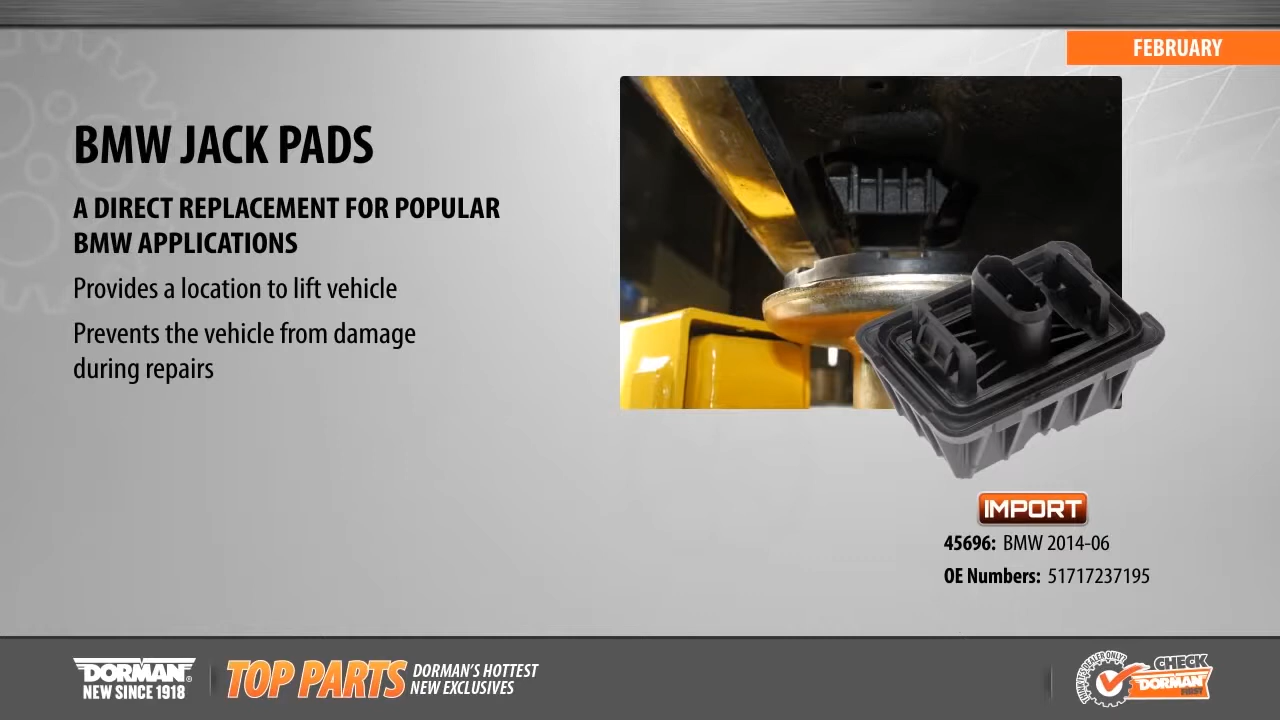 FEBRUARY
BMW JACK PADS
A DIRECT REPLACEMENT FOR POPULAR
BMW APPLICATIONS
Provides a location to lift vehicle
Prevents the vehicle from damage
during repairs
IMPORT
45696: BMW 2014-06
OE Numbers: 51717237195
DORMAN®
NEW SINCE 1918
TOP PARTS
DORMAN'S HOTTEST
NEW EXCLUSIVES
CHECK
DORMAN
FIRST